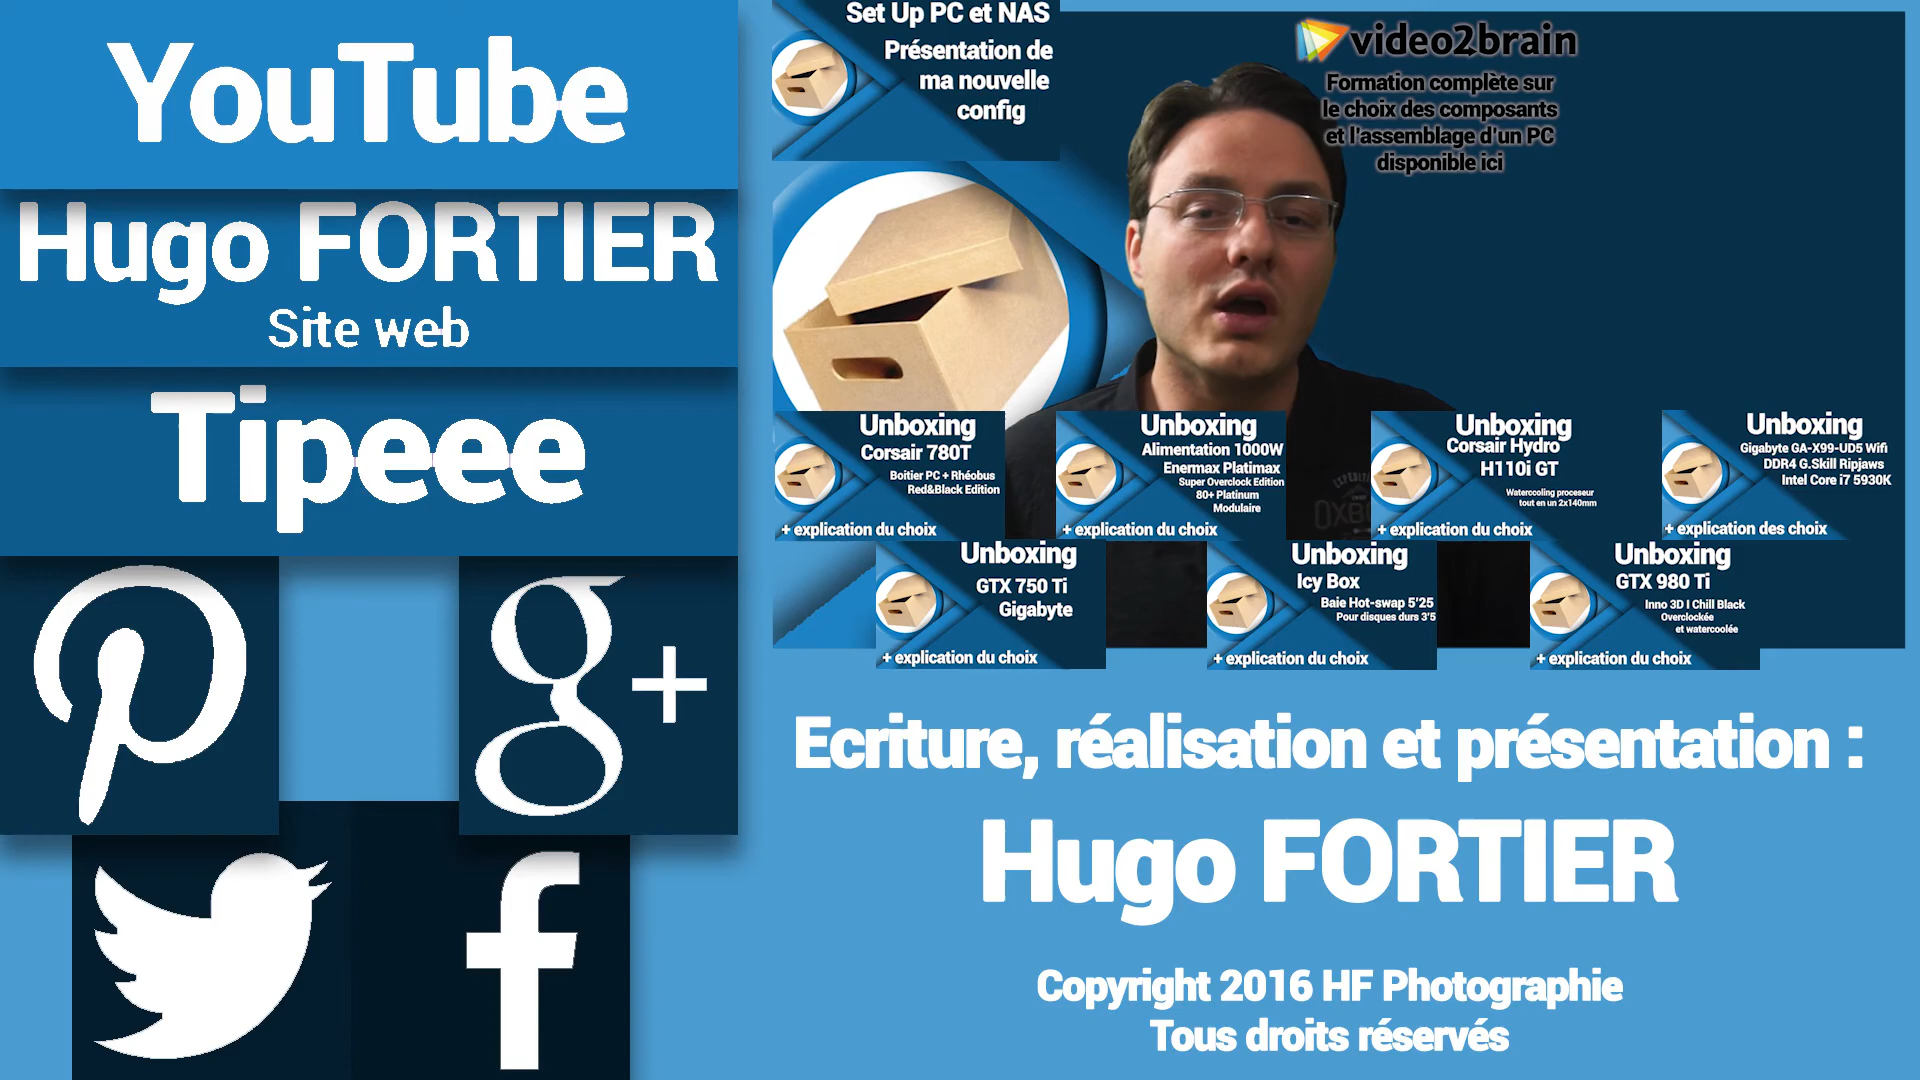 YouTube
Hugo FORTIER
Site web
Tipeee
g+
Set Up PC et NAS
Présentation de
ma nouvelle
config
video2brain
Formation complète sur
le choix des composants
et l'assemblage d'un PC
disponible ici
Unboxing
Corsair 780T
Boitier PC + Rhéobus
Red&Black Edition
+ explication du choix
Unboxing
Alimentation 1000W
Enermax Platimax
Super Overclock Edition
80+ Platinum
Modulaire
+ explication du choix
Unboxing
Corsair Hydro
H110i GT
Watercooling proceseur
tout en un 2x140mm
+ explication du choix
Unboxing
Gigabyte GA-X99-UD5 Wifi
DDR4 G.Skill Ripjaws
Intel Core i7 5930K
+ explication des choix
Unboxing
GTX 750 Ti
Gigabyte
+ explication du choix
Unboxing
Icy Box
Baie Hot-swap 5'25
Pour disques durs 3'5
+ explication du choix
Unboxing
GTX 980 Ti
Inno 3D I Chill Black
Overclockée
et watercoolée
+ explication du choix
Ecriture, réalisation et présentation :
Hugo FORTIER
Copyright 2016 HF Photographie
Tous droits réservés